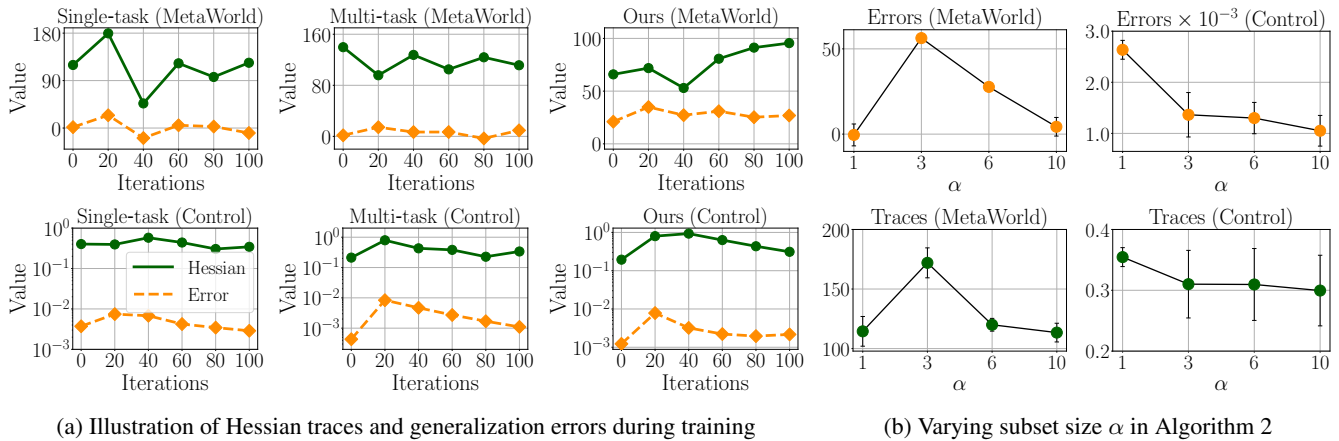 Single-task (MetaWorld)
180
90
0
Value
0 20 40 60 80 100
Iterations
Multi-task (MetaWorld)
160
80
0
Value
0 20 40 60 80 100
Iterations
Ours (MetaWorld)
100
50
0
Value
0 20 40 60 80 100
Iterations
Single-task (Control)
10^0
10^-1
10^-2
10^-3
Value
Hessian
Error
0 20 40 60 80 100
Iterations
Multi-task (Control)
10^0
10^-1
10^-2
10^-3
Value
0 20 40 60 80 100
Iterations
Ours (Control)
10^0
10^-1
10^-2
10^-3
Value
0 20 40 60 80 100
Iterations
(a) Illustration of Hessian traces and generalization errors during training
Errors (MetaWorld)
50
0
1 3 6 10
α
Errors × 10^-3 (Control)
3.0
2.0
1.0
1 3 6 10
α
Traces (MetaWorld)
200
150
100
1 3 6 10
α
Traces (Control)
0.4
0.3
0.2
1 3 6 10
α
(b) Varying subset size α in Algorithm 2